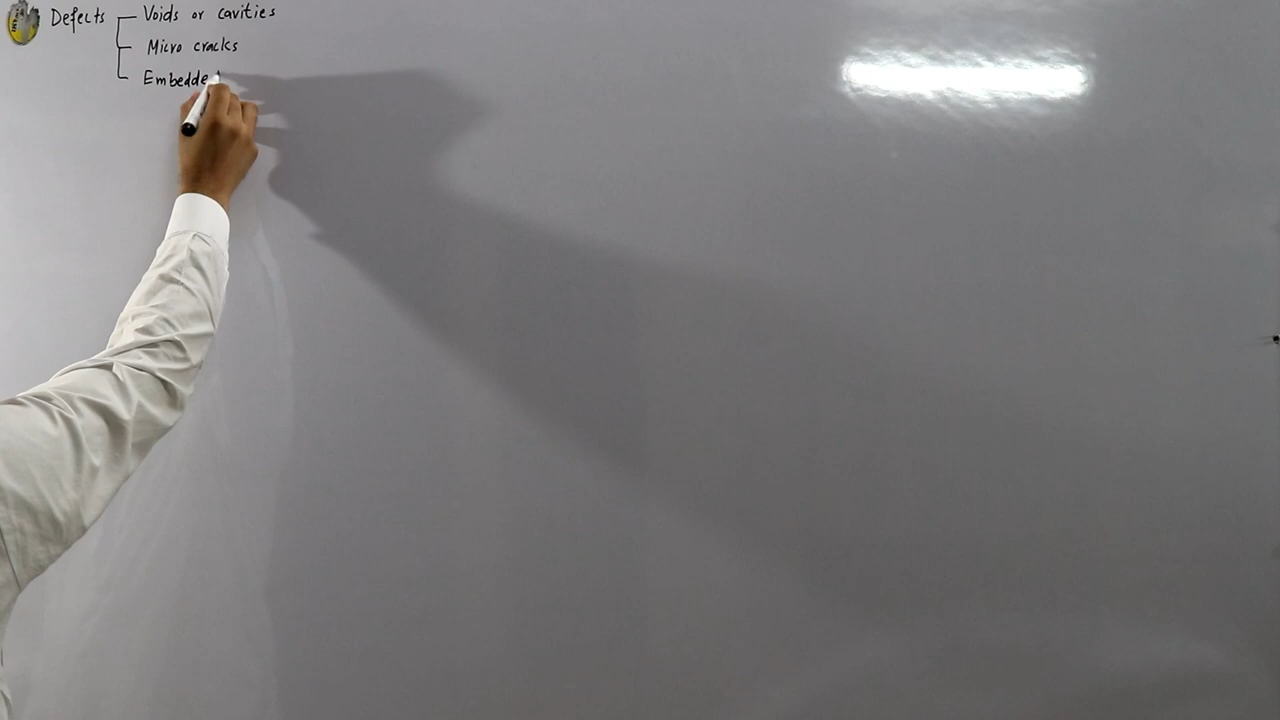 Defects
Voids or cavities
Micro cracks
Embedde